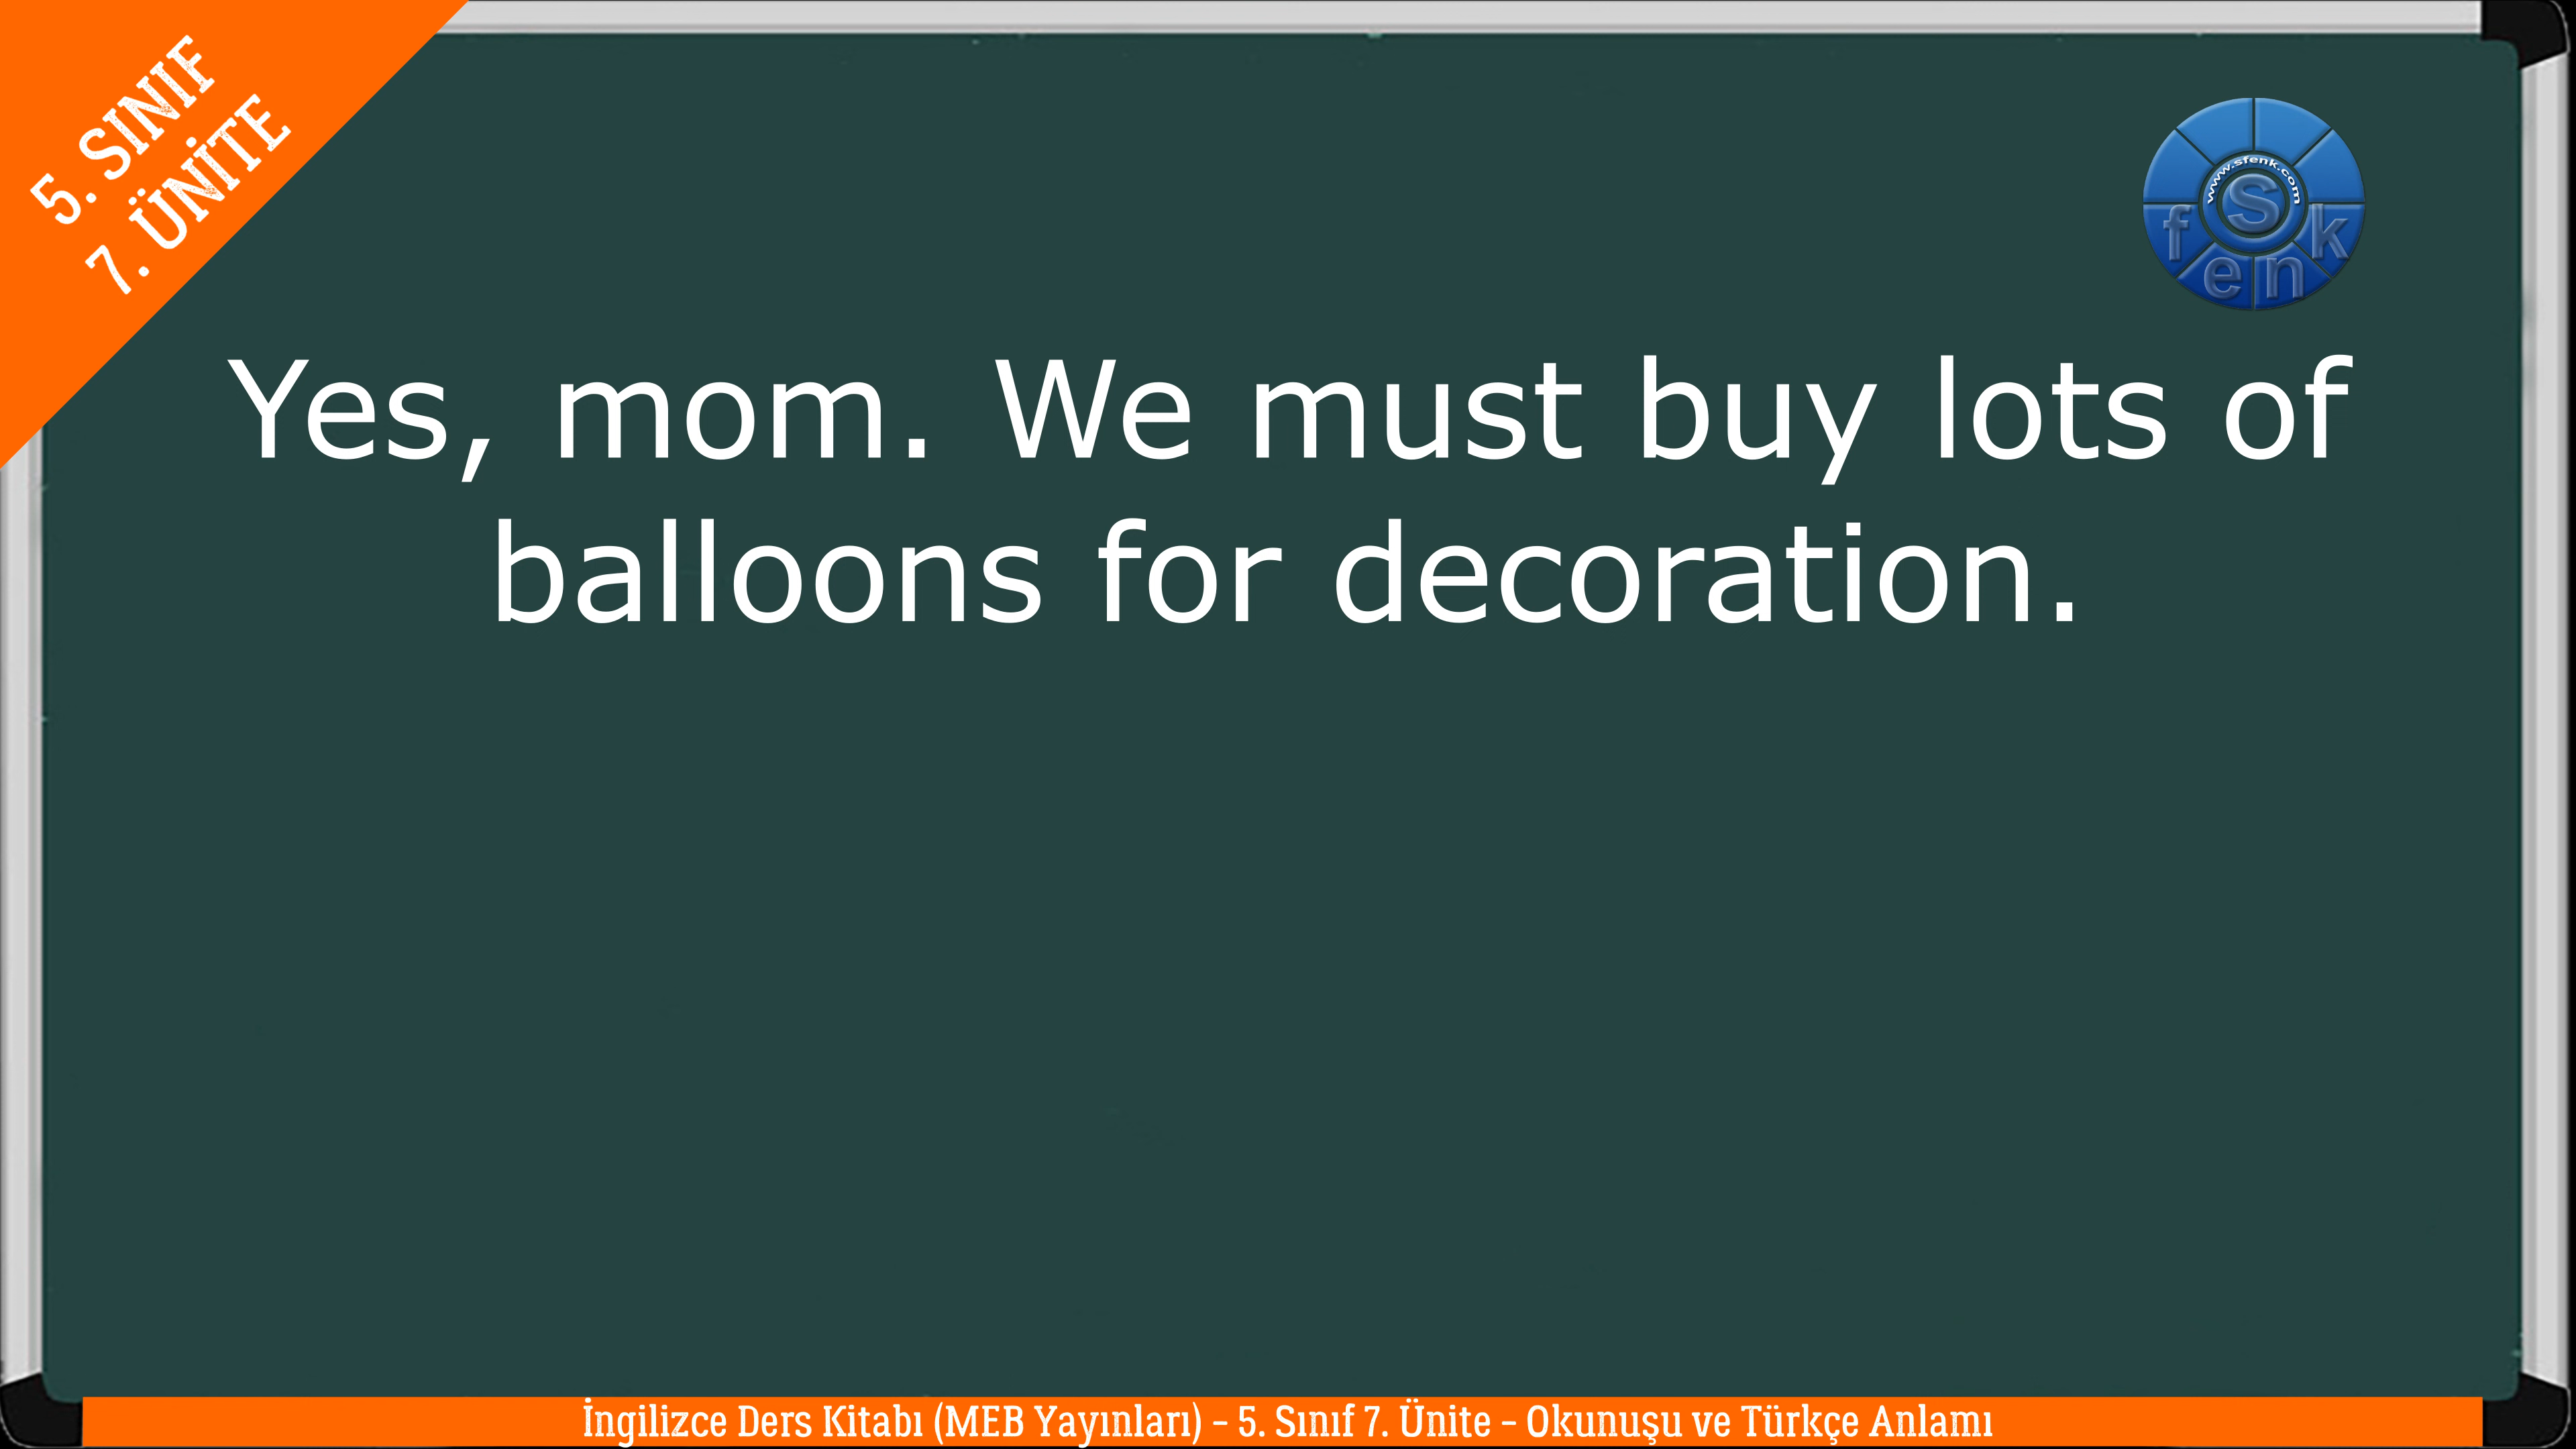 5. SINIF
7. ÜNİTE
www.sfenk.com
S
f e n k
Yes, mom. We must buy lots of
balloons for decoration.
İngilizce Ders Kitabı (MEB Yayınları) – 5. Sınıf 7. Ünite – Okunuşu ve Türkçe Anlamı